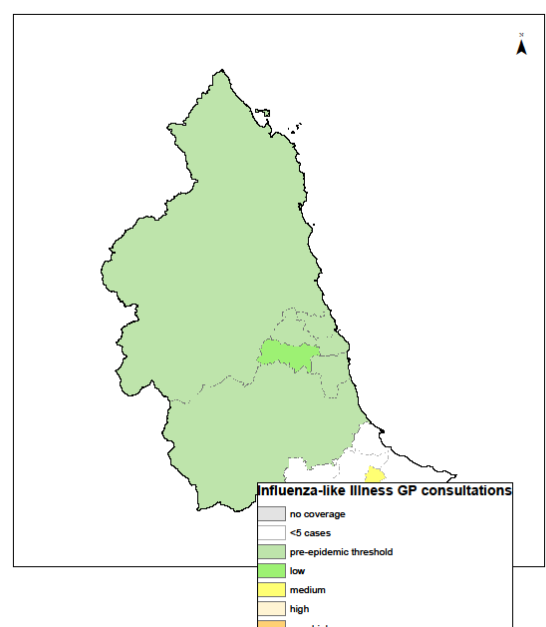 N
Influenza-like Illness GP consultations
no coverage
<5 cases
pre-epidemic threshold
low
medium
high